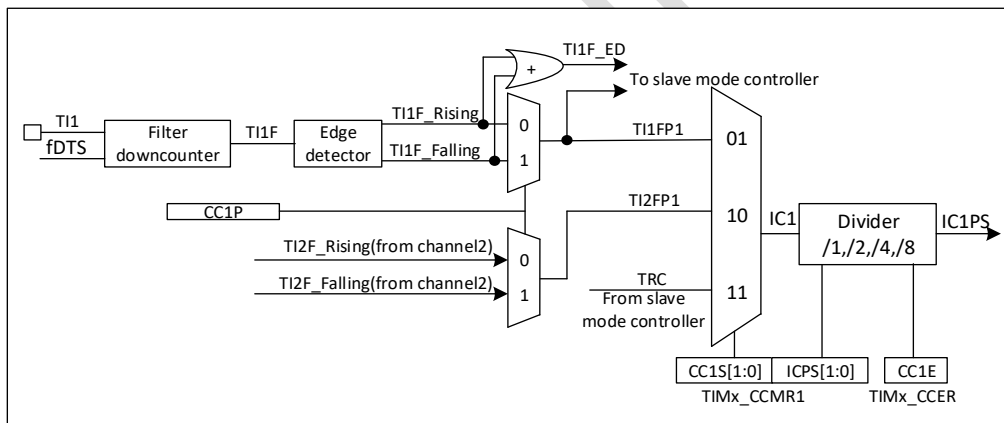 TI1F_ED
To slave mode controller
TI1
fDTS
Filter
downcounter
TI1F
Edge
detector
TI1F_Rising
TI1F_Falling
+
0
1
TI1FP1
01
CC1P
TI2FP1
10
IC1
Divider
/1,/2,/4,/8
IC1PS
TI2F_Rising(from channel2)
TI2F_Falling(from channel2)
0
1
TRC
From slave
mode controller
11
CC1S[1:0]
ICPS[1:0]
CC1E
TIMx_CCMR1
TIMx_CCER